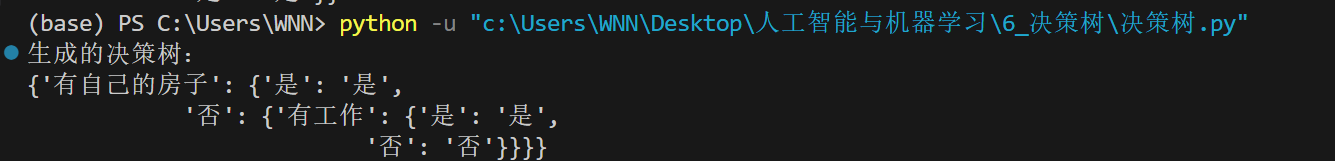 (base) PS C:\Users\WNN> python -u "c:\Users\WNN\Desktop\人工智能与机器学习\6_决策树\决策树.py"
生成的决策树：
{'有自己的房子': {'是': '是',
'否': {'有工作': {'是': '是',
'否': '否'}}}}